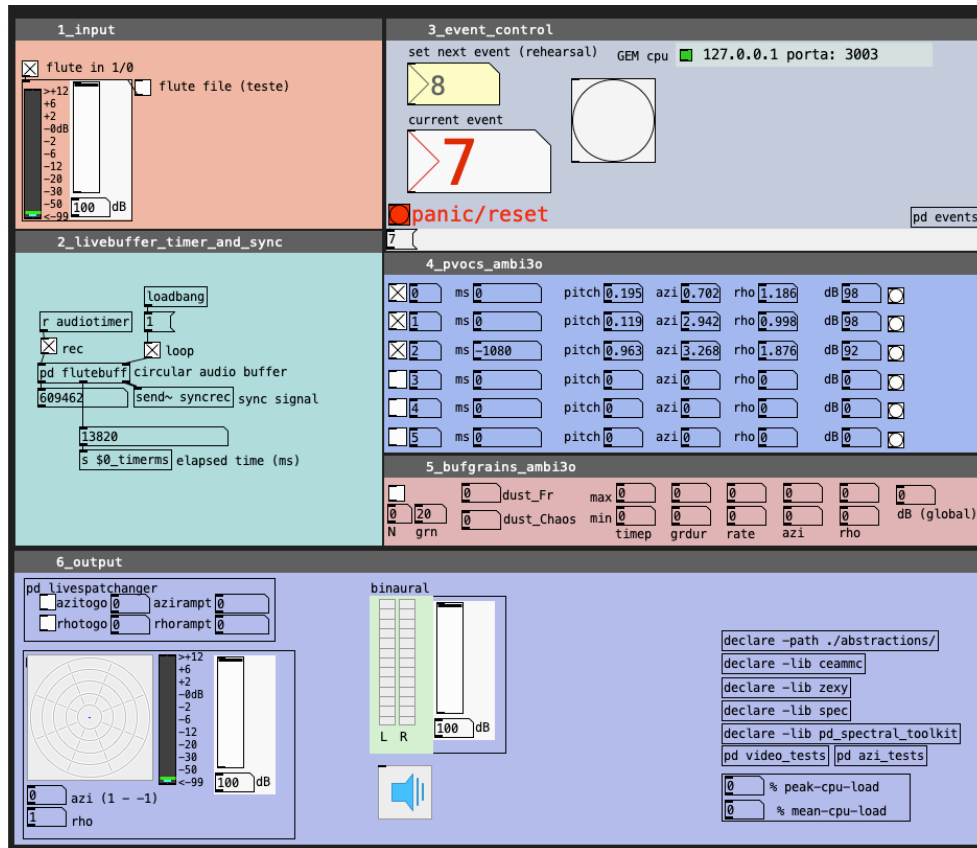 1_input
flute in 1/0
flute file (teste)
>+12
+6
+2
-0dB
-2
-6
-12
-20
-30
-50
<-99
100 dB
2_livebuffer_timer_and_sync
loadbang
r audiotimer
1
rec
loop
pd flutebuff circular audio buffer
609462
send~ syncrec sync signal
13820
s $0_timerms elapsed time (ms)
3_event_control
set next event (rehearsal)
GEM cpu 127.0.0.1 porta: 3003
8
current event
7
panic/reset
pd events
7
4_pvocs_ambi3o
0 ms 0 pitch 0.195 azi 0.702 rho 1.186 dB 98
1 ms 0 pitch 0.119 azi 2.942 rho 0.998 dB 98
2 ms -1080 pitch 0.963 azi 3.268 rho 1.876 dB 92
3 ms 0 pitch 0 azi 0 rho 0 dB 0
4 ms 0 pitch 0 azi 0 rho 0 dB 0
5 ms 0 pitch 0 azi 0 rho 0 dB 0
5_bufgrains_ambi3o
0 dust_Fr max 0 0 0 0 0 0
0 20 0 dust_Chaos min 0 0 0 0 0 dB (global)
N grn timep grdur rate azi rho
6_output
pd livespatchanger
azitogo 0 azirampt 0
rhotogo 0 rhorampt 0
>+12
+6
+2
-0dB
-2
-6
-12
-20
-30
-50
<-99
100 dB
0 azi (1 - -1)
1 rho
binaural
L R
100 dB
declare -path ./abstractions/
declare -lib ceammc
declare -lib zexy
declare -lib spec
declare -lib pd_spectral_toolkit
pd video_tests pd azi_tests
0 % peak-cpu-load
0 % mean-cpu-load